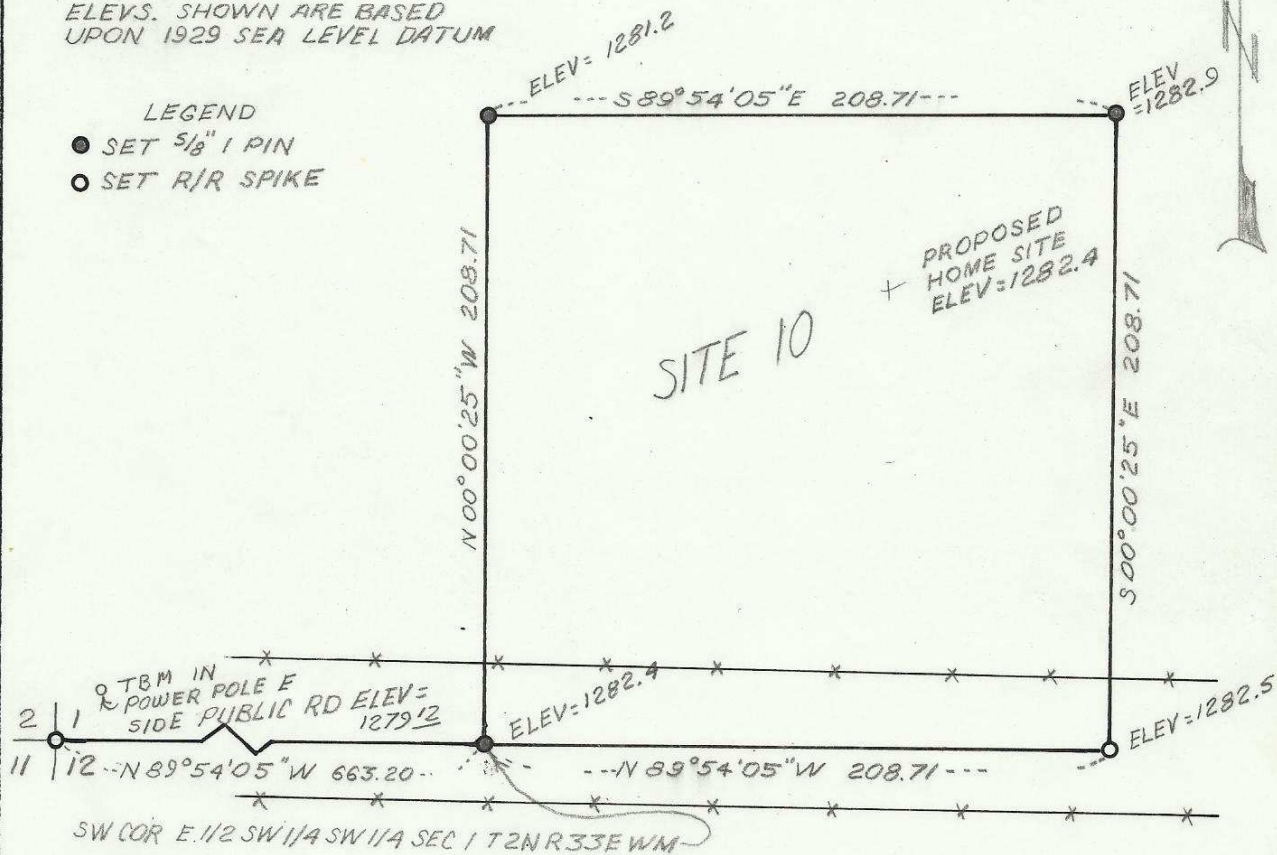 ELEVS. SHOWN ARE BASED
UPON 1929 SEA LEVEL DATUM
LEGEND
SET 5/8" I PIN
SET R/R SPIKE
ELEV= 1281.2
S 89°54'05"E 208.71
ELEV
=1282.9
N
N 00°00'25"W 208.71
PROPOSED
HOME SITE
ELEV=1282.4
SITE 10
S 00°00'25"E 208.71
TBM IN
POWER POLE E
SIDE PUBLIC RD ELEV=
1279.12
2 1
11 12
N 89°54'05"W 663.20
ELEV=1282.4
N 89°54'05"W 208.71
ELEV=1282.5
SW COR E.1/2 SW 1/4 SW 1/4 SEC 1 T2N R33E WM